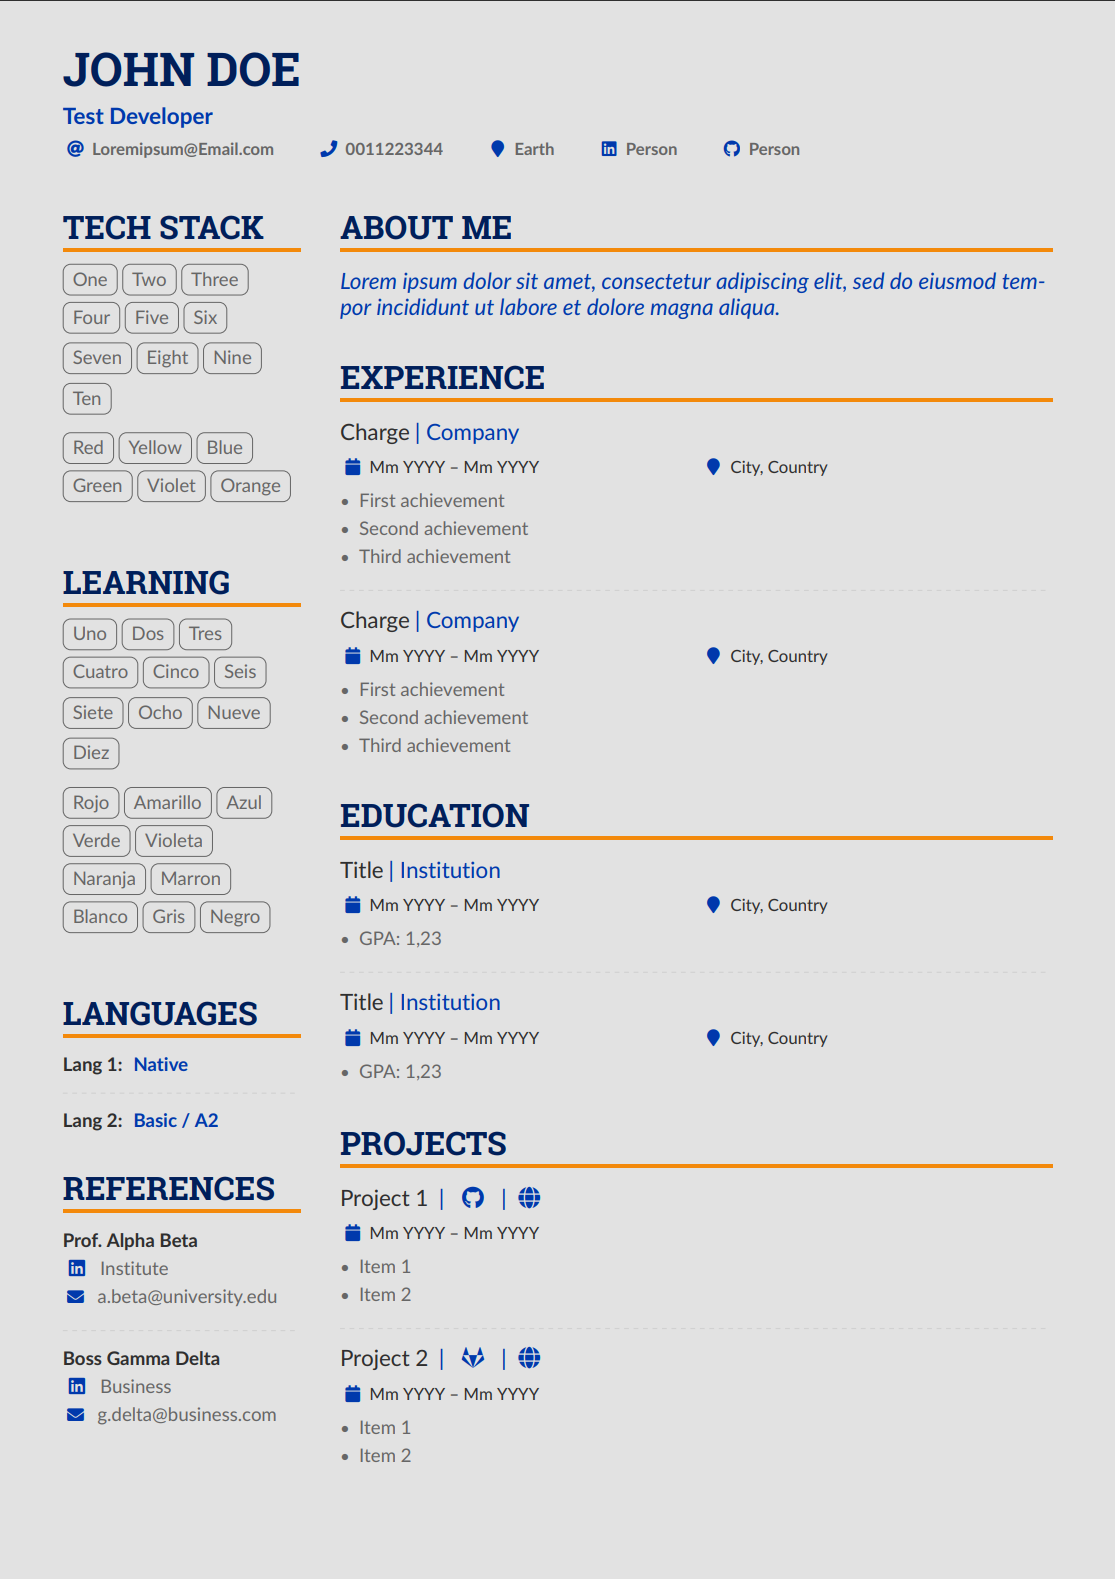 JOHN DOE
Test Developer
Loremipsum@Email.com 0011223344 Earth Person Person
TECH STACK
One Two Three
Four Five Six
Seven Eight Nine
Ten
Red Yellow Blue
Green Violet Orange
LEARNING
Uno Dos Tres
Cuatro Cinco Seis
Siete Ocho Nueve
Diez
Rojo Amarillo Azul
Verde Violeta
Naranja Marron
Blanco Gris Negro
LANGUAGES
Lang 1: Native
Lang 2: Basic / A2
REFERENCES
Prof. Alpha Beta
Institute
a.beta@university.edu
Boss Gamma Delta
Business
g.delta@business.com
ABOUT ME
Lorem ipsum dolor sit amet, consectetur adipiscing elit, sed do eiusmod tem-
por incididunt ut labore et dolore magna aliqua.
EXPERIENCE
Charge | Company
Mm YYYY – Mm YYYY City, Country
• First achievement
• Second achievement
• Third achievement
Charge | Company
Mm YYYY – Mm YYYY City, Country
• First achievement
• Second achievement
• Third achievement
EDUCATION
Title | Institution
Mm YYYY – Mm YYYY City, Country
• GPA: 1,23
Title | Institution
Mm YYYY – Mm YYYY City, Country
• GPA: 1,23
PROJECTS
Project 1 | |
Mm YYYY – Mm YYYY
• Item 1
• Item 2
Project 2 | |
Mm YYYY – Mm YYYY
• Item 1
• Item 2